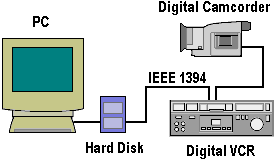 Digital Camcorder
PC
IEEE 1394
Hard Disk
Digital VCR